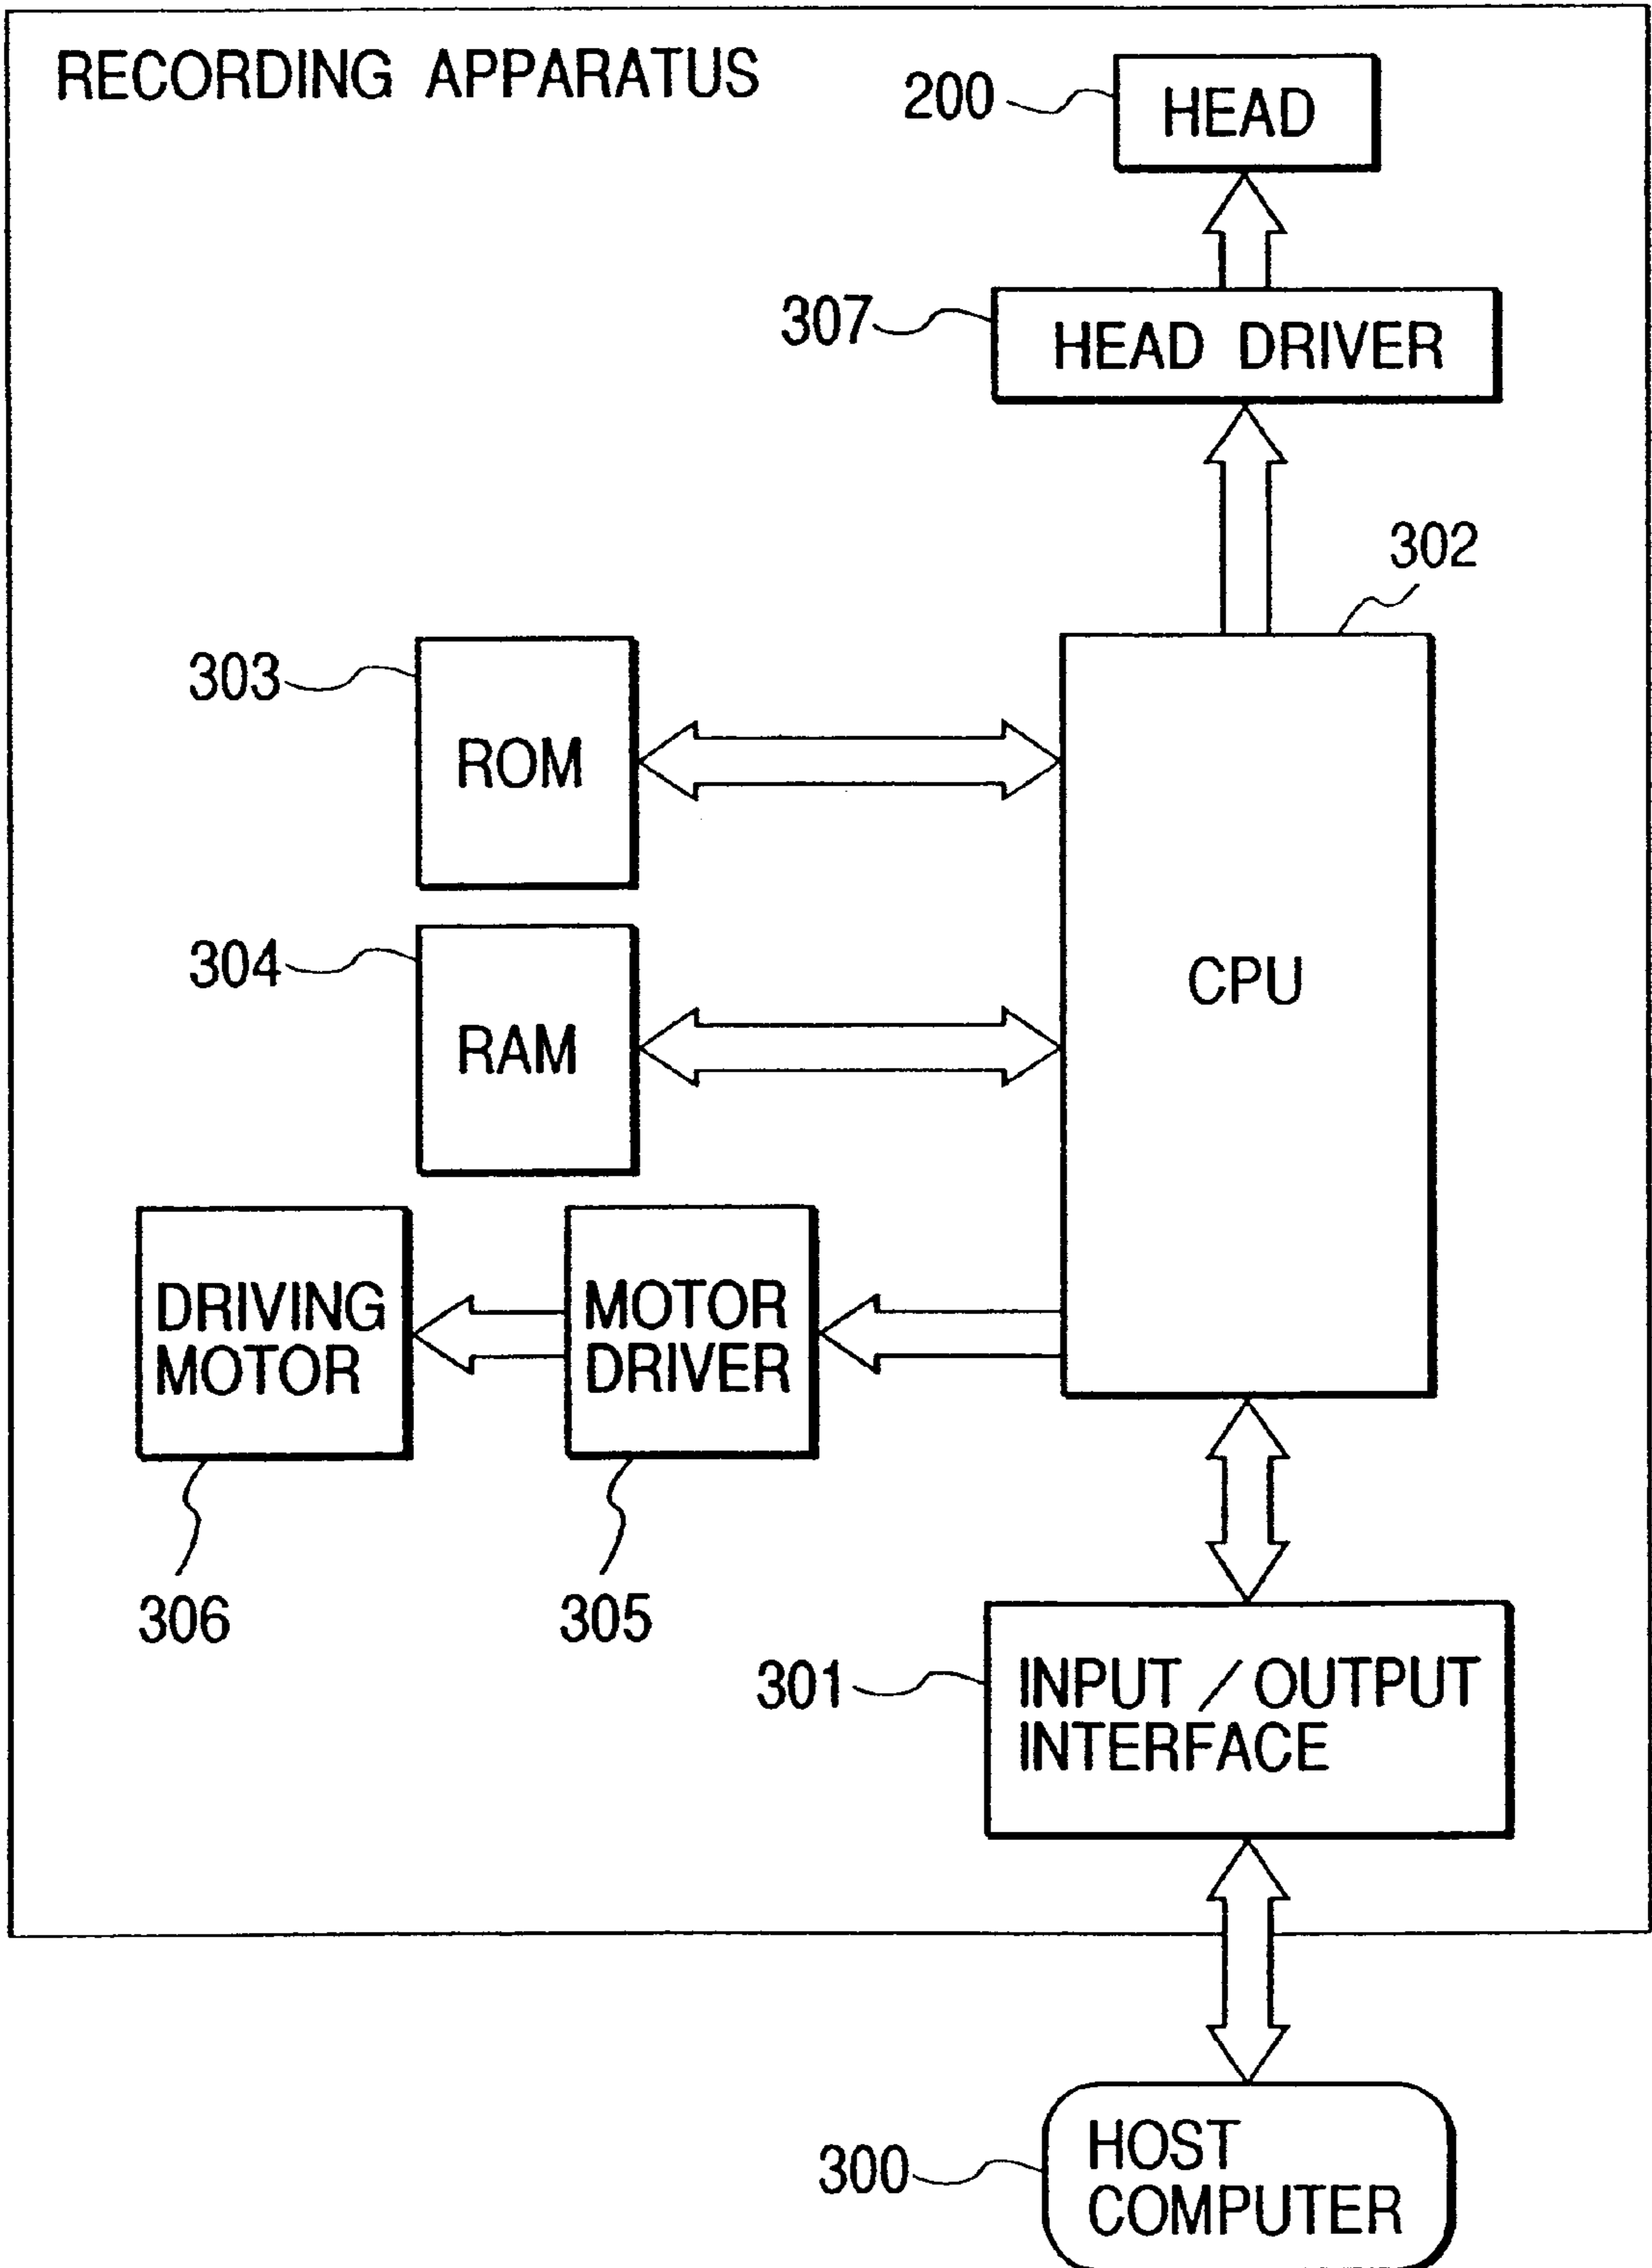 RECORDING APPARATUS
200
HEAD
307
HEAD DRIVER
302
303
ROM
304
RAM
CPU
DRIVING
MOTOR
MOTOR
DRIVER
306
305
301
INPUT / OUTPUT
INTERFACE
300
HOST
COMPUTER